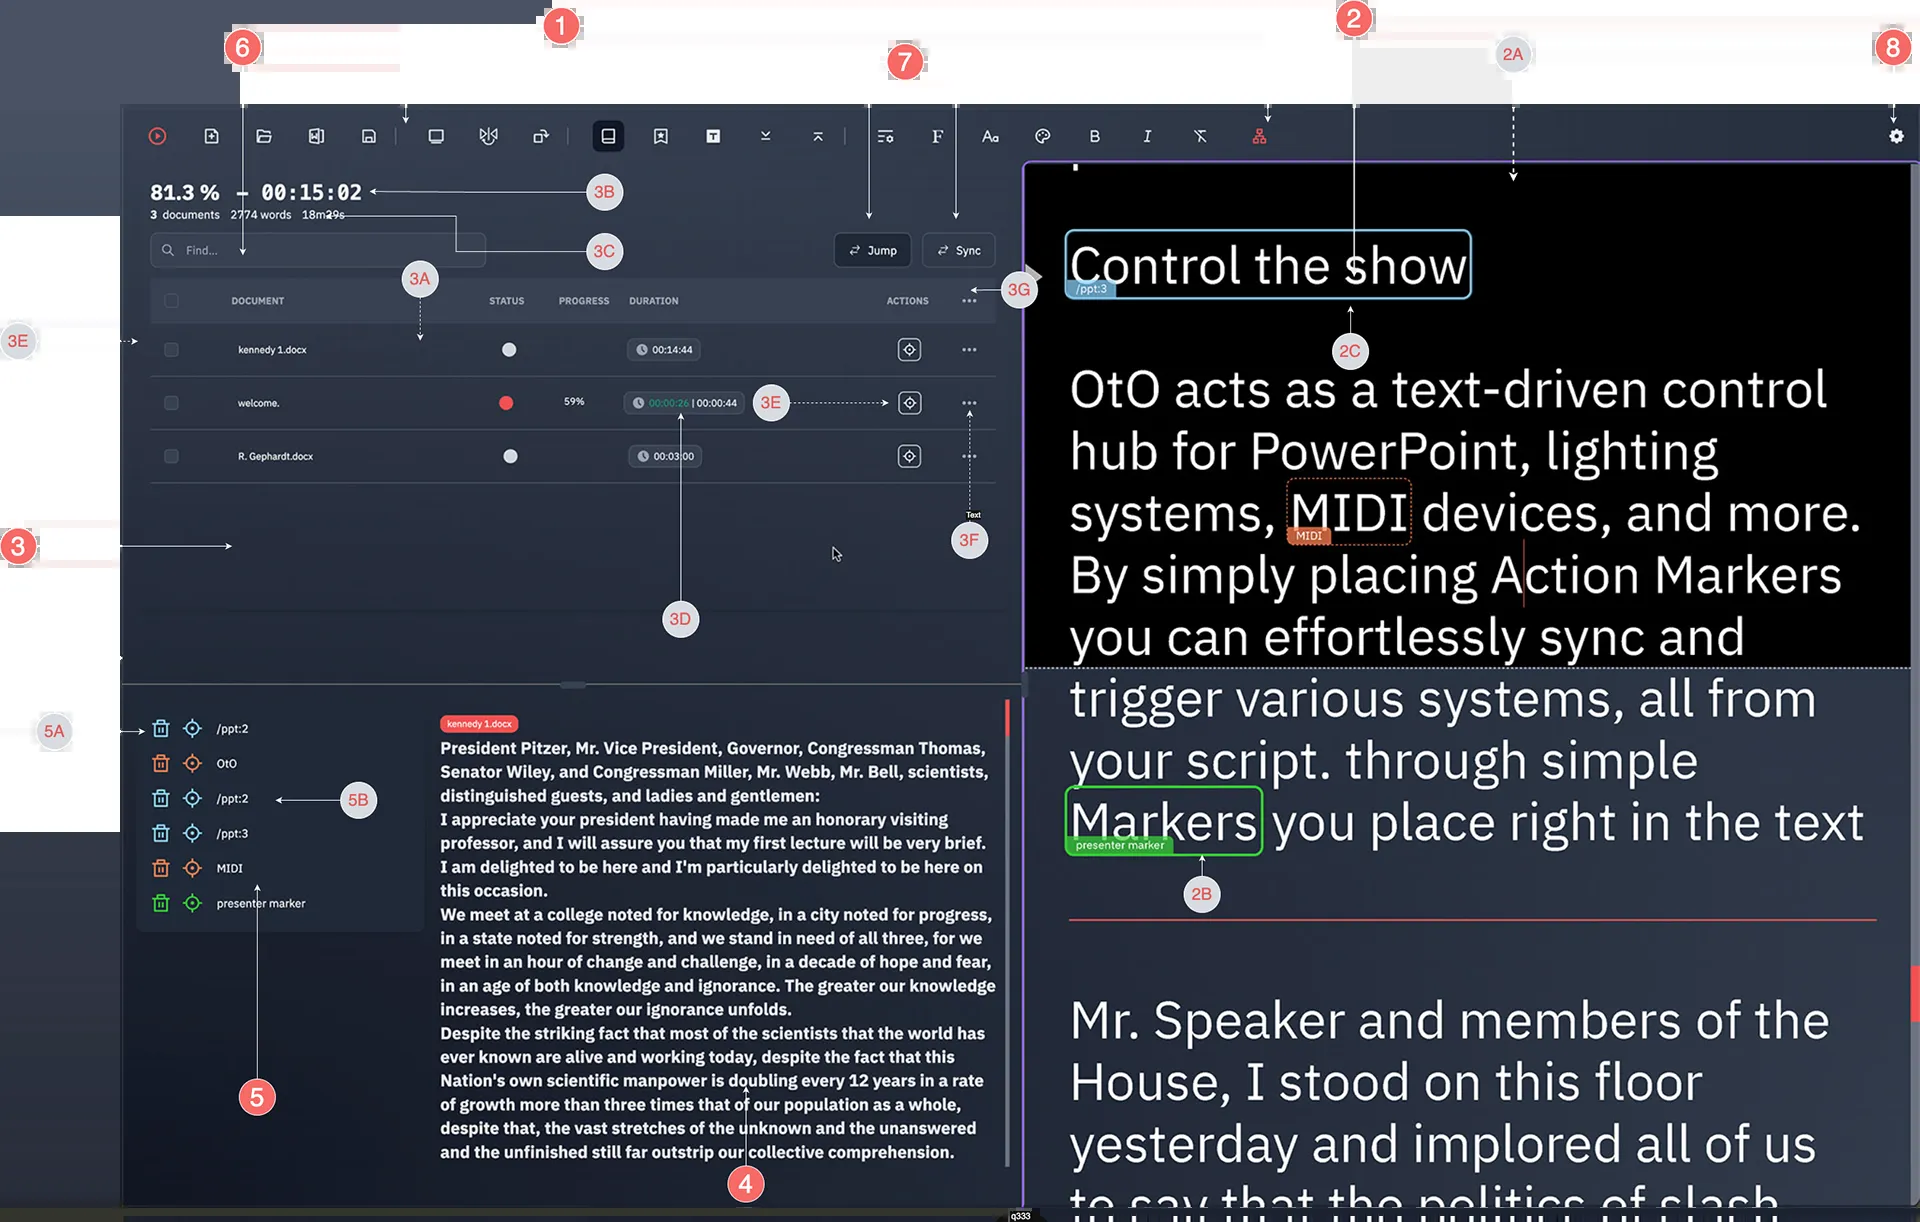 1
2
6
7
2A
8
F
Aa
B
I
81.3 % – 00:15:02
3B
3 documents 2774 words 18m29s
3C
Find...
Jump
Sync
3A
3G
DOCUMENT STATUS PROGRESS DURATION ACTIONS
3E
kennedy 1.docx 00:14:44
welcome. 59% 00:00:26 | 00:00:44
3E
R. Gephardt.docx 00:03:00
Text
3F
3
3D
5A
/ppt:2
OtO
/ppt:2
5B
/ppt:3
MIDI
presenter marker
5
kennedy 1.docx
President Pitzer, Mr. Vice President, Governor, Congressman Thomas,
Senator Wiley, and Congressman Miller, Mr. Webb, Mr. Bell, scientists,
distinguished guests, and ladies and gentlemen:
I appreciate your president having made me an honorary visiting
professor, and I will assure you that my first lecture will be very brief.
I am delighted to be here and I'm particularly delighted to be here on
this occasion.
We meet at a college noted for knowledge, in a city noted for progress,
in a state noted for strength, and we stand in need of all three, for we
meet in an hour of change and challenge, in a decade of hope and fear,
in an age of both knowledge and ignorance. The greater our knowledge
increases, the greater our ignorance unfolds.
Despite the striking fact that most of the scientists that the world has
ever known are alive and working today, despite the fact that this
Nation's own scientific manpower is doubling every 12 years in a rate
of growth more than three times that of our population as a whole,
despite that, the vast stretches of the unknown and the unanswered
and the unfinished still far outstrip our collective comprehension.
4
Control the show
/ppt:3
2C
OtO acts as a text-driven control
hub for PowerPoint, lighting
systems, MIDI devices, and more.
MIDI
By simply placing Action Markers
you can effortlessly sync and
trigger various systems, all from
your script. through simple
Markers you place right in the text
presenter marker
2B
Mr. Speaker and members of the
House, I stood on this floor
yesterday and implored all of us
to say that the politics of slash
q333